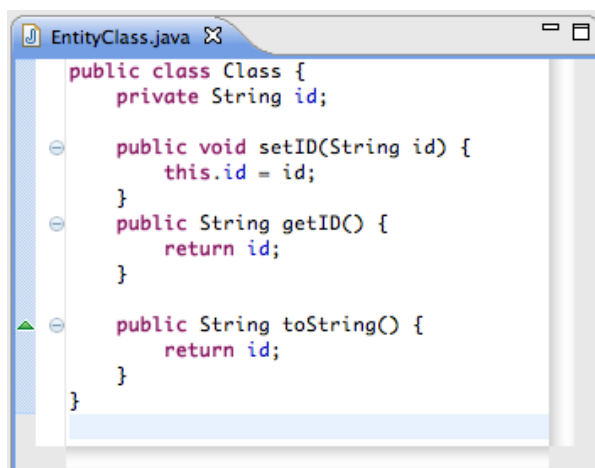 EntityClass.java
public class Class {
    private String id;

    public void setID(String id) {
        this.id = id;
    }
    public String getID() {
        return id;
    }

    public String toString() {
        return id;
    }
}